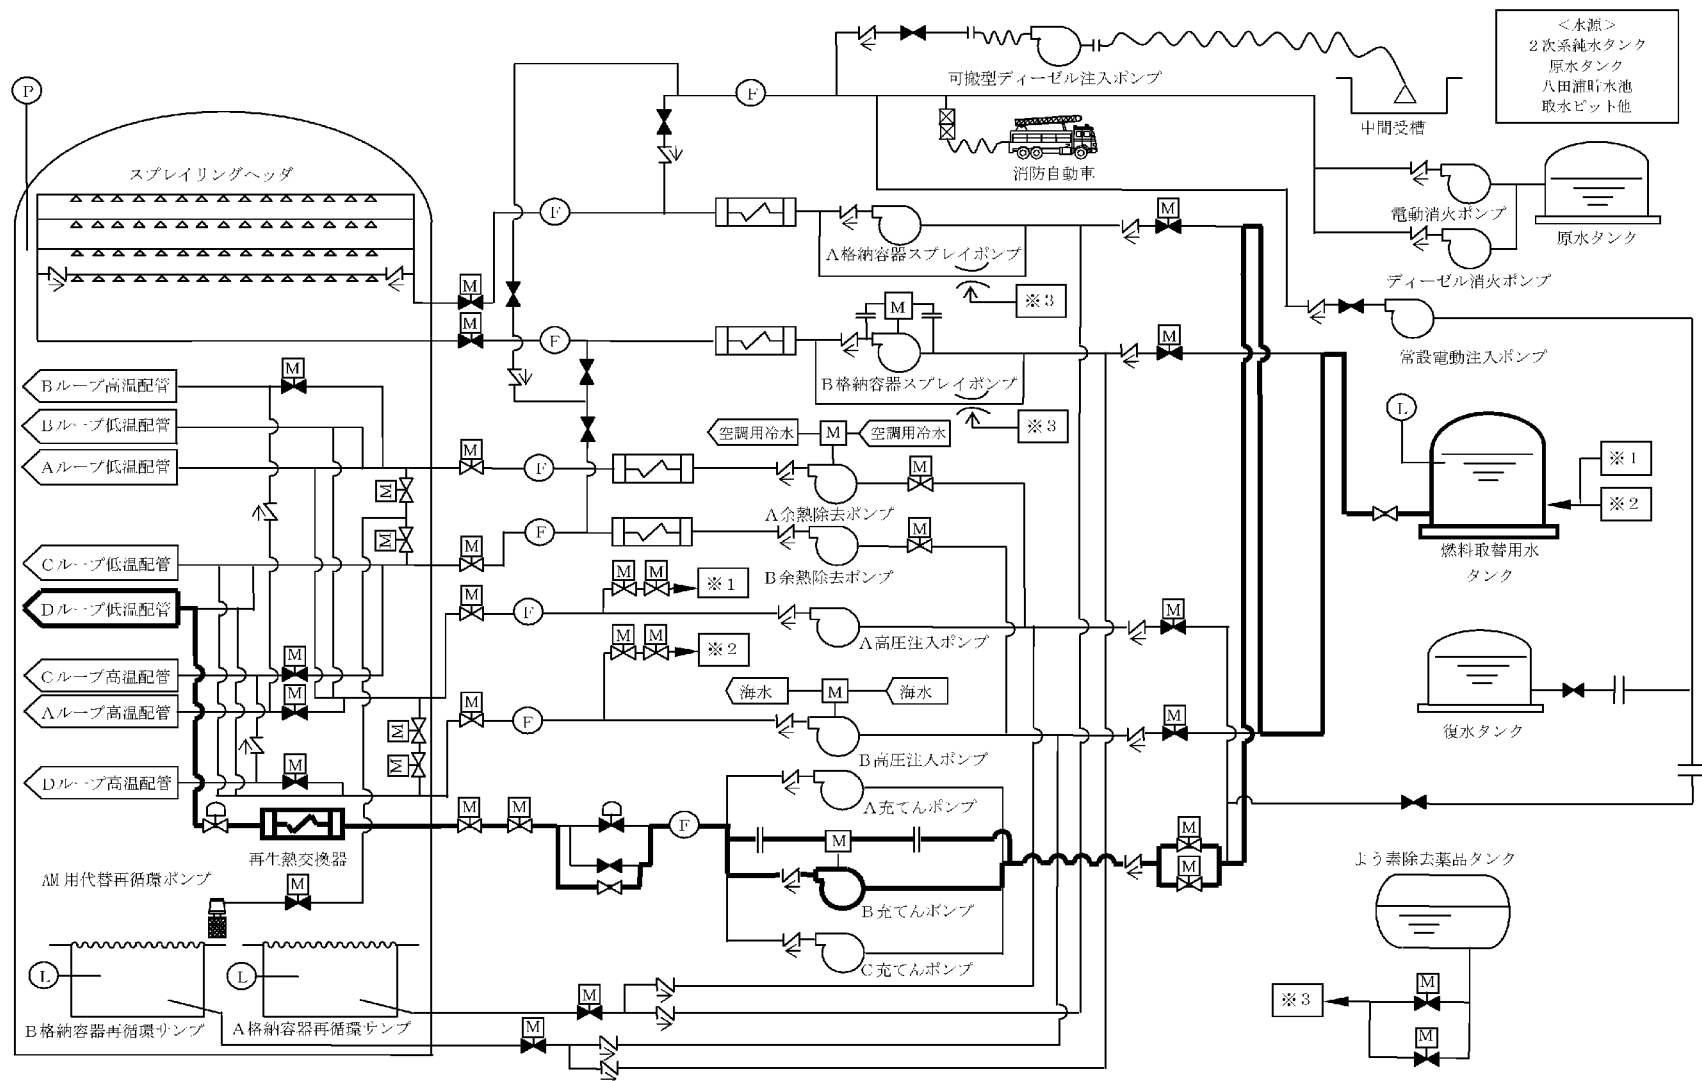 <水源>
2次系純水タンク
原水タンク
八田浦貯水池
取水ピット他
可搬型ディーゼル注入ポンプ
中間受槽
消防自動車
P
F
スプレイリングヘッダ
電動消火ポンプ
原水タンク
ディーゼル消火ポンプ
M
F
A格納容器スプレイポンプ
※3
M
M
M
F
M
常設電動注入ポンプ
B格納容器スプレイポンプ
※3
M
Bループ高温配管
Bループ低温配管
Aループ低温配管
L
空調用冷水
M
空調用冷水
M
F
M
M
※1
※2
A余熱除去ポンプ
M
M
F
M
燃料取替用水
タンク
Cループ低温配管
B余熱除去ポンプ
M
M
※1
Dループ低温配管
M
F
M
A高圧注入ポンプ
M
M
※2
M
Cループ高温配管
Aループ高温配管
M
海水
M
海水
M
M
F
M
復水タンク
B高圧注入ポンプ
M
M
Dループ高温配管
A充てんポンプ
M
M
F
M
M
再生熱交換器
よう素除去薬品タンク
M
AM用代替再循環ポンプ
M
B充てんポンプ
C充てんポンプ
L
L
M
M
※3
B格納容器再循環サンプ
A格納容器再循環サンプ
M
M